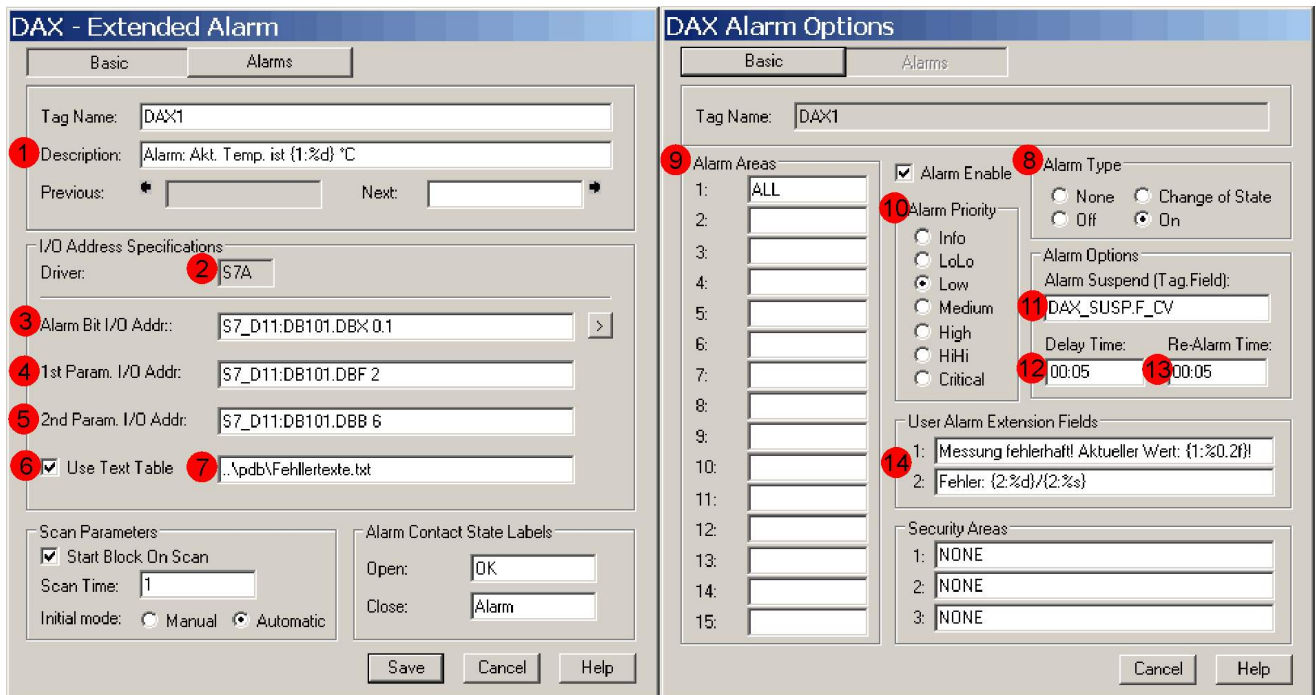 DAX - Extended Alarm
Basic
Alarms
Tag Name:
DAX1
1
Description:
Alarm: Akt. Temp. ist {1:%d} °C
Previous:
Next:
I/O Address Specifications
Driver:
2
S7A
3
Alarm Bit I/O Addr::
S7_D11:DB101.DBX 0.1
>
4
1st Param. I/O Addr:
S7_D11:DB101.DBF 2
5
2nd Param. I/O Addr:
S7_D11:DB101.DBB 6
6
Use Text Table
7
..\pdb\Fehllertexte.txt
Scan Parameters
Start Block On Scan
Scan Time:
1
Initial mode:
Manual
Automatic
Alarm Contact State Labels
Open:
OK
Close:
Alarm
Save
Cancel
Help
DAX Alarm Options
Basic
Alarms
Tag Name:
DAX1
9
Alarm Areas
1:
ALL
2:
3:
4:
5:
6:
7:
8:
9:
10:
11:
12:
13:
14:
15:
Alarm Enable
10
Alarm Priority
Info
LoLo
Low
Medium
High
HiHi
Critical
8
Alarm Type
None
Change of State
Off
On
Alarm Options
Alarm Suspend (Tag.Field):
11
DAX_SUSP.F_CV
Delay Time:
Re-Alarm Time:
12
00:05
13
00:05
User Alarm Extension Fields
14
1:
Messung fehlerhaft! Aktueller Wert: {1:%0.2f}!
2:
Fehler: {2:%d}/{2:%s}
Security Areas
1:
NONE
2:
NONE
3:
NONE
Cancel
Help